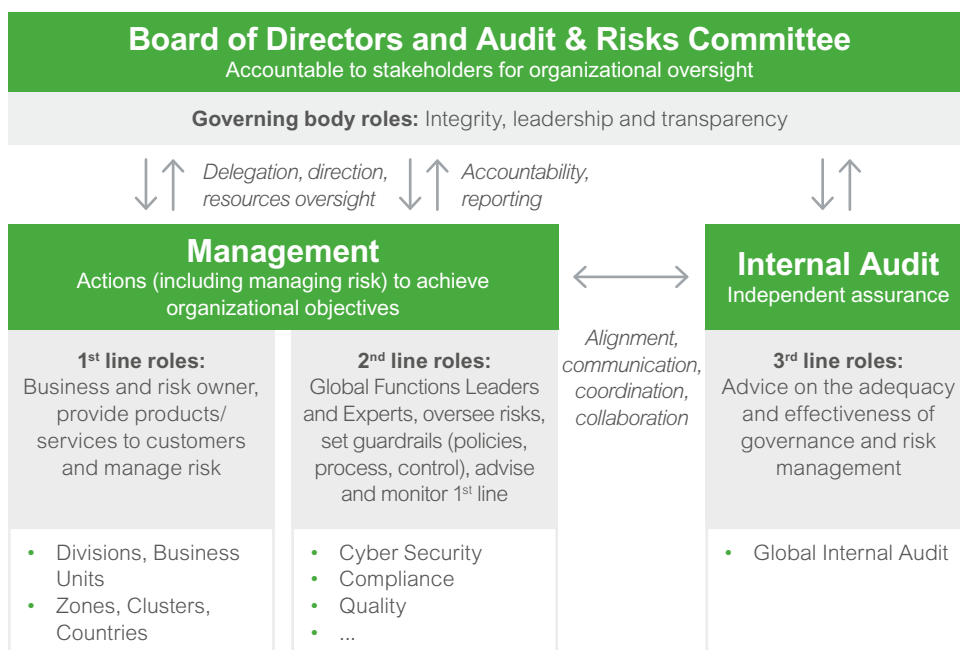 Board of Directors and Audit & Risks Committee
Accountable to stakeholders for organizational oversight
Governing body roles: Integrity, leadership and transparency
Delegation, direction,
resources oversight
Accountability,
reporting
Management
Actions (including managing risk) to achieve
organizational objectives
Internal Audit
Independent assurance
Alignment,
communication,
coordination,
collaboration
1st line roles:
Business and risk owner,
provide products/
services to customers
and manage risk
2nd line roles:
Global Functions Leaders
and Experts, oversee risks,
set guardrails (policies,
process, control), advise
and monitor 1st line
3rd line roles:
Advice on the adequacy
and effectiveness of
governance and risk
management
• Divisions, Business
Units
• Zones, Clusters,
Countries
• Cyber Security
• Compliance
• Quality
• ...
• Global Internal Audit